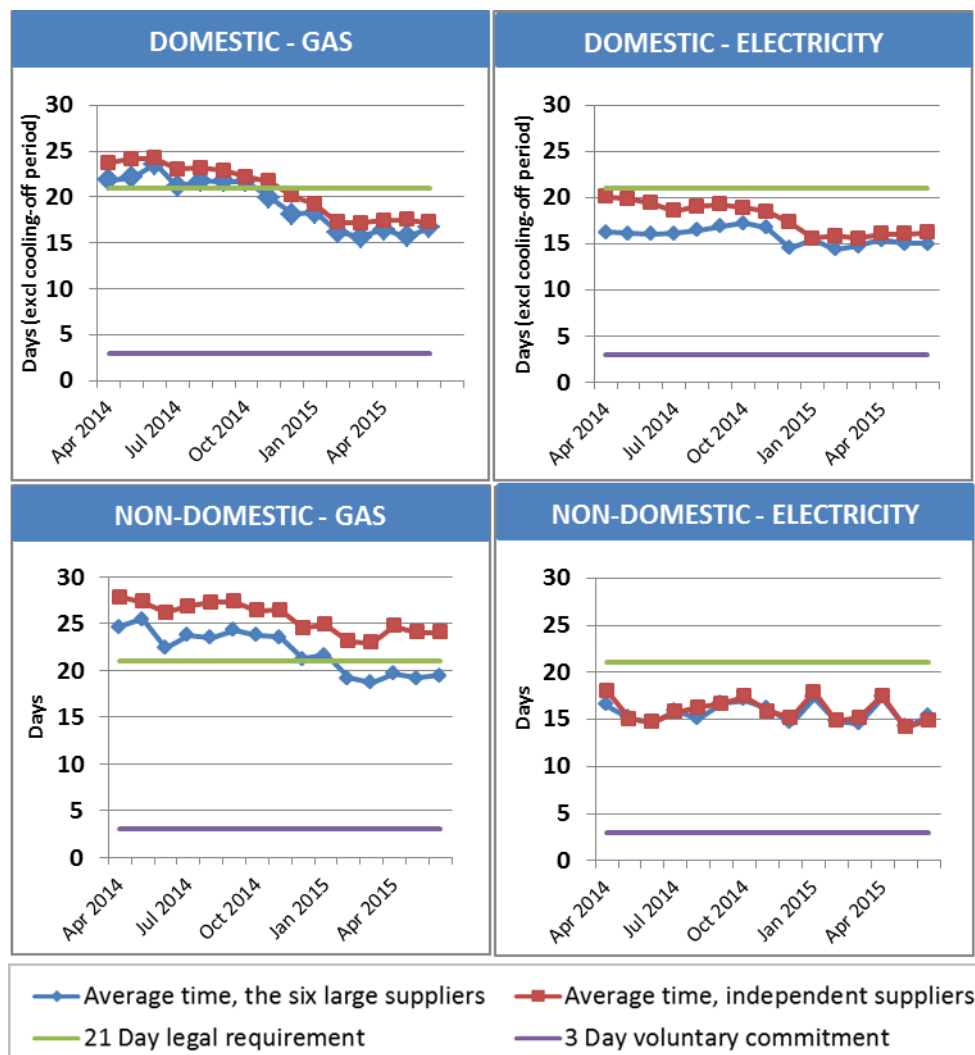 DOMESTIC - GAS
Days (excl cooling-off period)
30
25
20
15
10
5
0
Apr 2014
Jul 2014
Oct 2014
Jan 2015
Apr 2015
DOMESTIC - ELECTRICITY
Days (excl cooling-off period)
30
25
20
15
10
5
0
Apr 2014
Jul 2014
Oct 2014
Jan 2015
Apr 2015
NON-DOMESTIC - GAS
Days
30
25
20
15
10
5
0
Apr 2014
Jul 2014
Oct 2014
Jan 2015
Apr 2015
NON-DOMESTIC - ELECTRICITY
Days
30
25
20
15
10
5
0
Apr 2014
Jul 2014
Oct 2014
Jan 2015
Apr 2015
Average time, the six large suppliers
Average time, independent suppliers
21 Day legal requirement
3 Day voluntary commitment